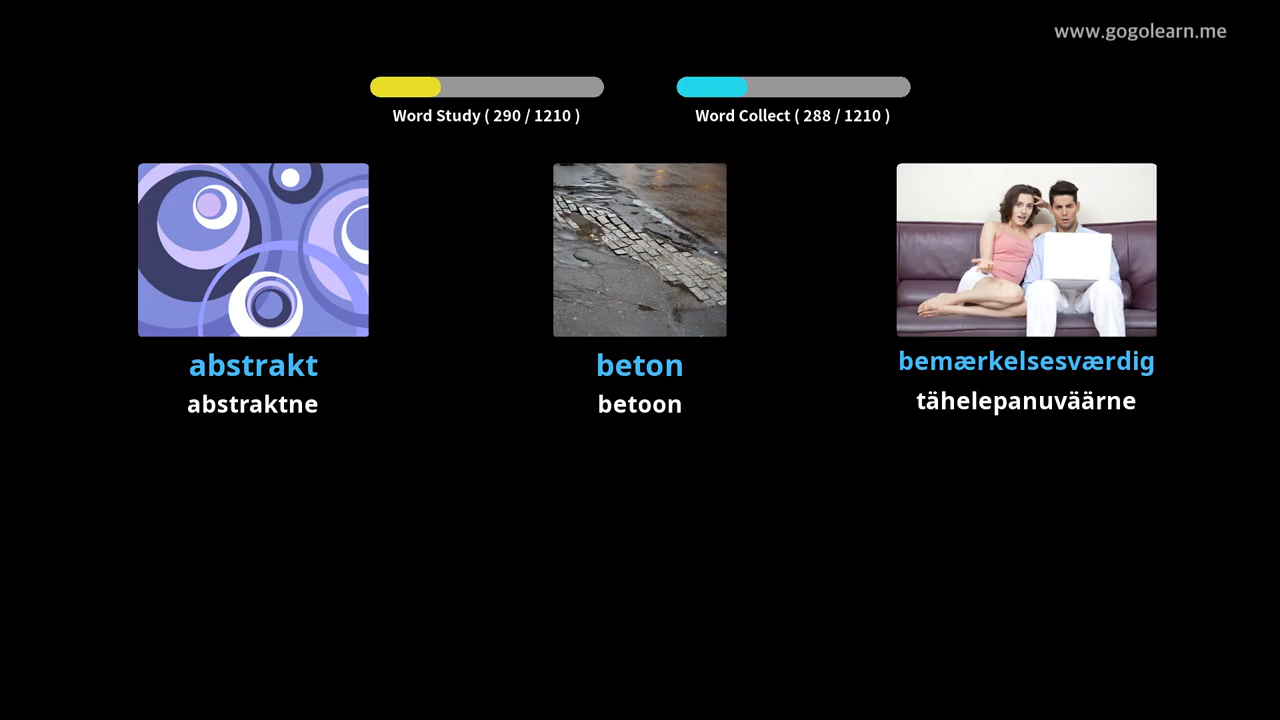 www.gogolearn.me
Word Study ( 290 / 1210 )
Word Collect ( 288 / 1210 )
abstrakt
abstraktne
beton
betoon
bemærkelsesværdig
tähelepanuväärne